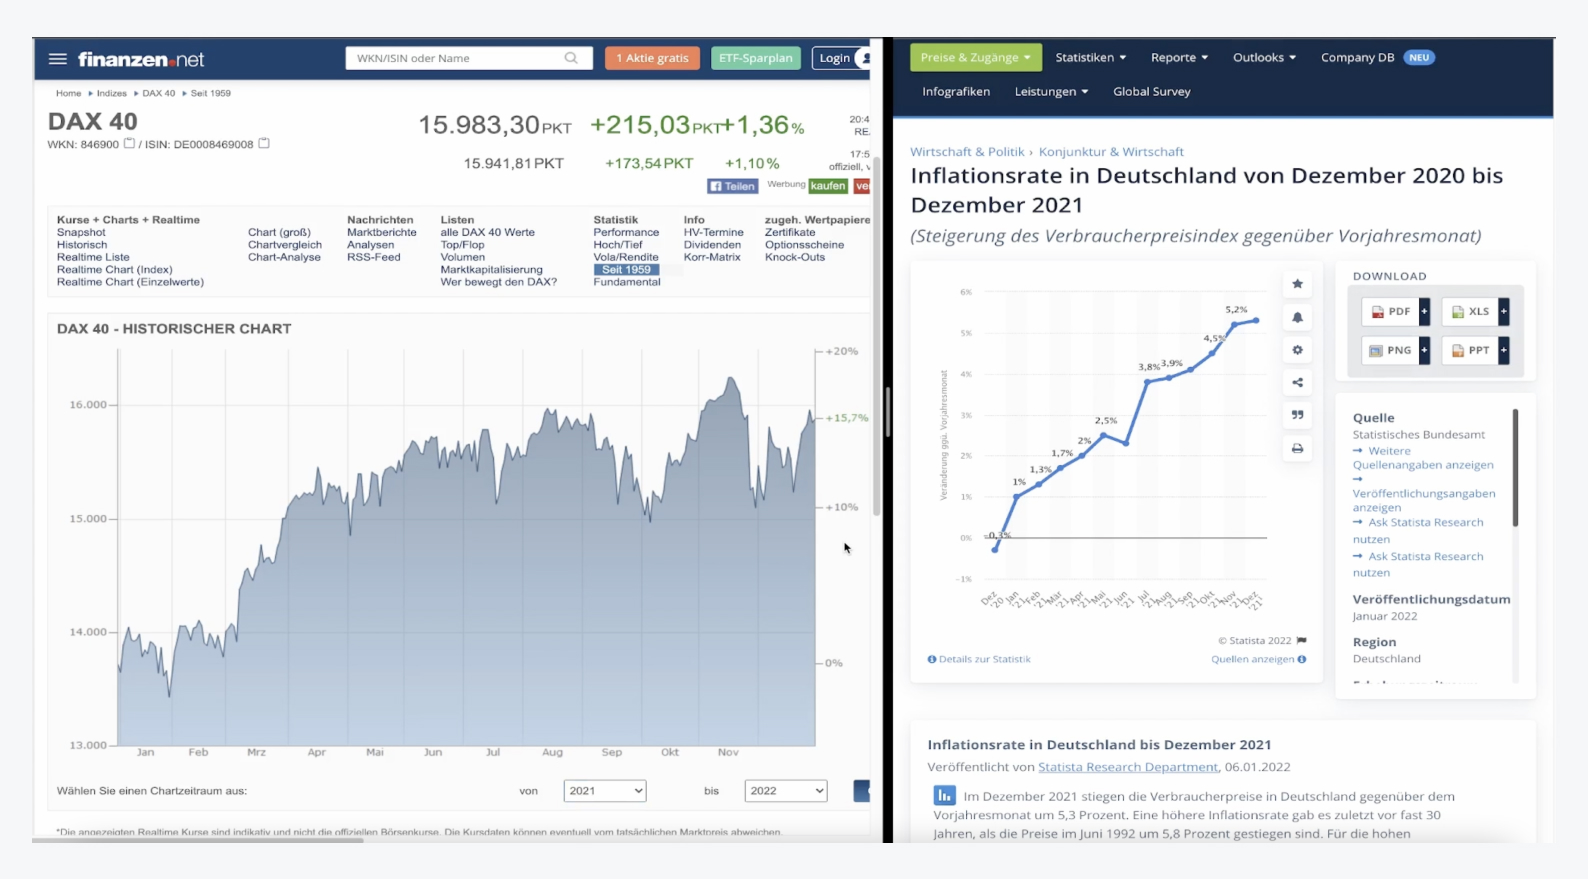 finanzen.net
WKN/ISIN oder Name
1 Aktie gratis
ETF-Sparplan
Login
Home ▸ Indizes ▸ DAX 40 ▸ Seit 1959
DAX 40
WKN: 846900 / ISIN: DE0008469008
15.983,30 PKT +215,03 PKT +1,36 %
20:4
RE
15.941,81 PKT +173,54 PKT +1,10 %
17:5
offiziell, v
Teilen
Werbung
kaufen
ve
Kurse + Charts + Realtime
Snapshot
Historisch
Realtime Liste
Realtime Chart (Index)
Realtime Chart (Einzelwerte)
Chart (groß)
Chartvergleich
Chart-Analyse
Nachrichten
Marktberichte
Analysen
RSS-Feed
Listen
alle DAX 40 Werte
Top/Flop
Volumen
Marktkapitalisierung
Wer bewegt den DAX?
Statistik
Performance
Hoch/Tief
Vola/Rendite
Seit 1959
Fundamental
Info
HV-Termine
Dividenden
Korr-Matrix
zugeh. Wertpapiere
Zertifikate
Optionsscheine
Knock-Outs
DAX 40 - HISTORISCHER CHART
16.000
15.000
14.000
13.000
+20%
+15,7%
+10%
0%
Jan Feb Mrz Apr Mai Jun Jul Aug Sep Okt Nov
Wählen Sie einen Chartzeitraum aus:
von 2021 bis 2022
*Die angezeigten Realtime Kurse sind indikativ und nicht die offiziellen Börsenkurse. Die Kursdaten können eventuell vom tatsächlichen Marktpreis abweichen.
Preise & Zugänge
Statistiken
Reporte
Outlooks
Company DB NEU
Infografiken
Leistungen
Global Survey
Wirtschaft & Politik › Konjunktur & Wirtschaft
Inflationsrate in Deutschland von Dezember 2020 bis
Dezember 2021
(Steigerung des Verbraucherpreisindex gegenüber Vorjahresmonat)
Veränderung ggü. Vorjahresmonat
6%
5%
4%
3%
2%
1%
0%
-1%
-0,3%
1%
1,3%
1,7%
2%
2,5%
3,8%
3,9%
4,5%
5,2%
Dez '20
Jan '21
Feb '21
Mär '21
Apr '21
Mai '21
Jun '21
Jul '21
Aug '21
Sep '21
Okt '21
Nov '21
Dez '21
© Statista 2022
Details zur Statistik
Quellen anzeigen
DOWNLOAD
PDF +
XLS +
PNG +
PPT +
Quelle
Statistisches Bundesamt
→ Weitere
Quellenangaben anzeigen
→
Veröffentlichungsangaben
anzeigen
→ Ask Statista Research
nutzen
→ Ask Statista Research
nutzen
Veröffentlichungsdatum
Januar 2022
Region
Deutschland
Inflationsrate in Deutschland bis Dezember 2021
Veröffentlicht von Statista Research Department, 06.01.2022
Im Dezember 2021 stiegen die Verbraucherpreise in Deutschland gegenüber dem
Vorjahresmonat um 5,3 Prozent. Eine höhere Inflationsrate gab es zuletzt vor fast 30
Jahren, als die Preise im Juni 1992 um 5,8 Prozent gestiegen sind. Für die hohen